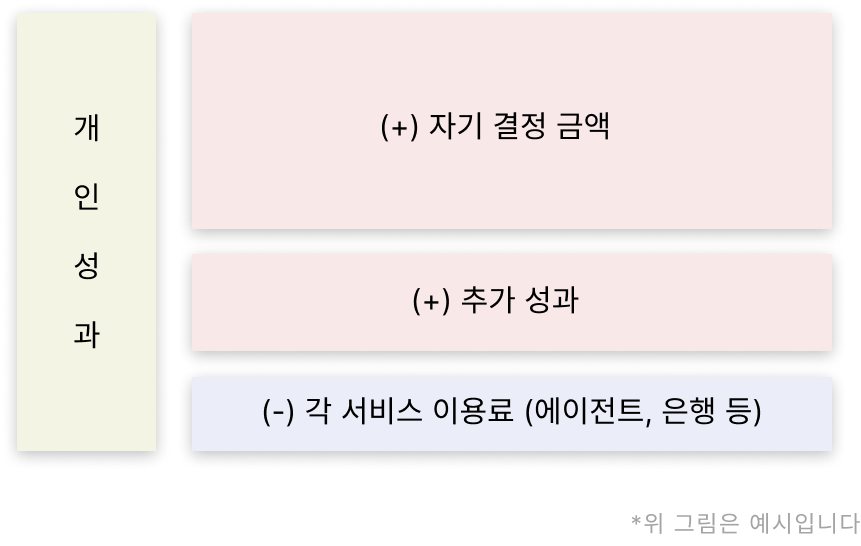 개
인
성
과
(+) 자기 결정 금액
(+) 추가 성과
(-) 각 서비스 이용료 (에이전트, 은행 등)
*위 그림은 예시입니다